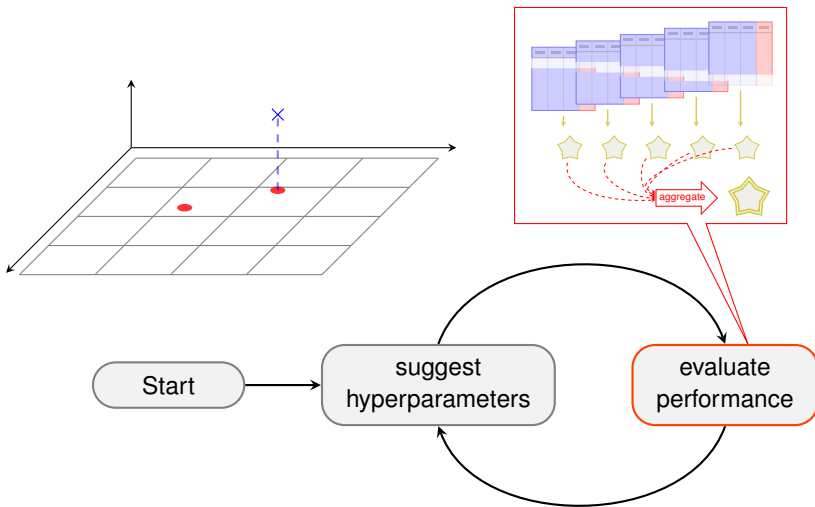 aggregate
Start
suggest
hyperparameters
evaluate
performance